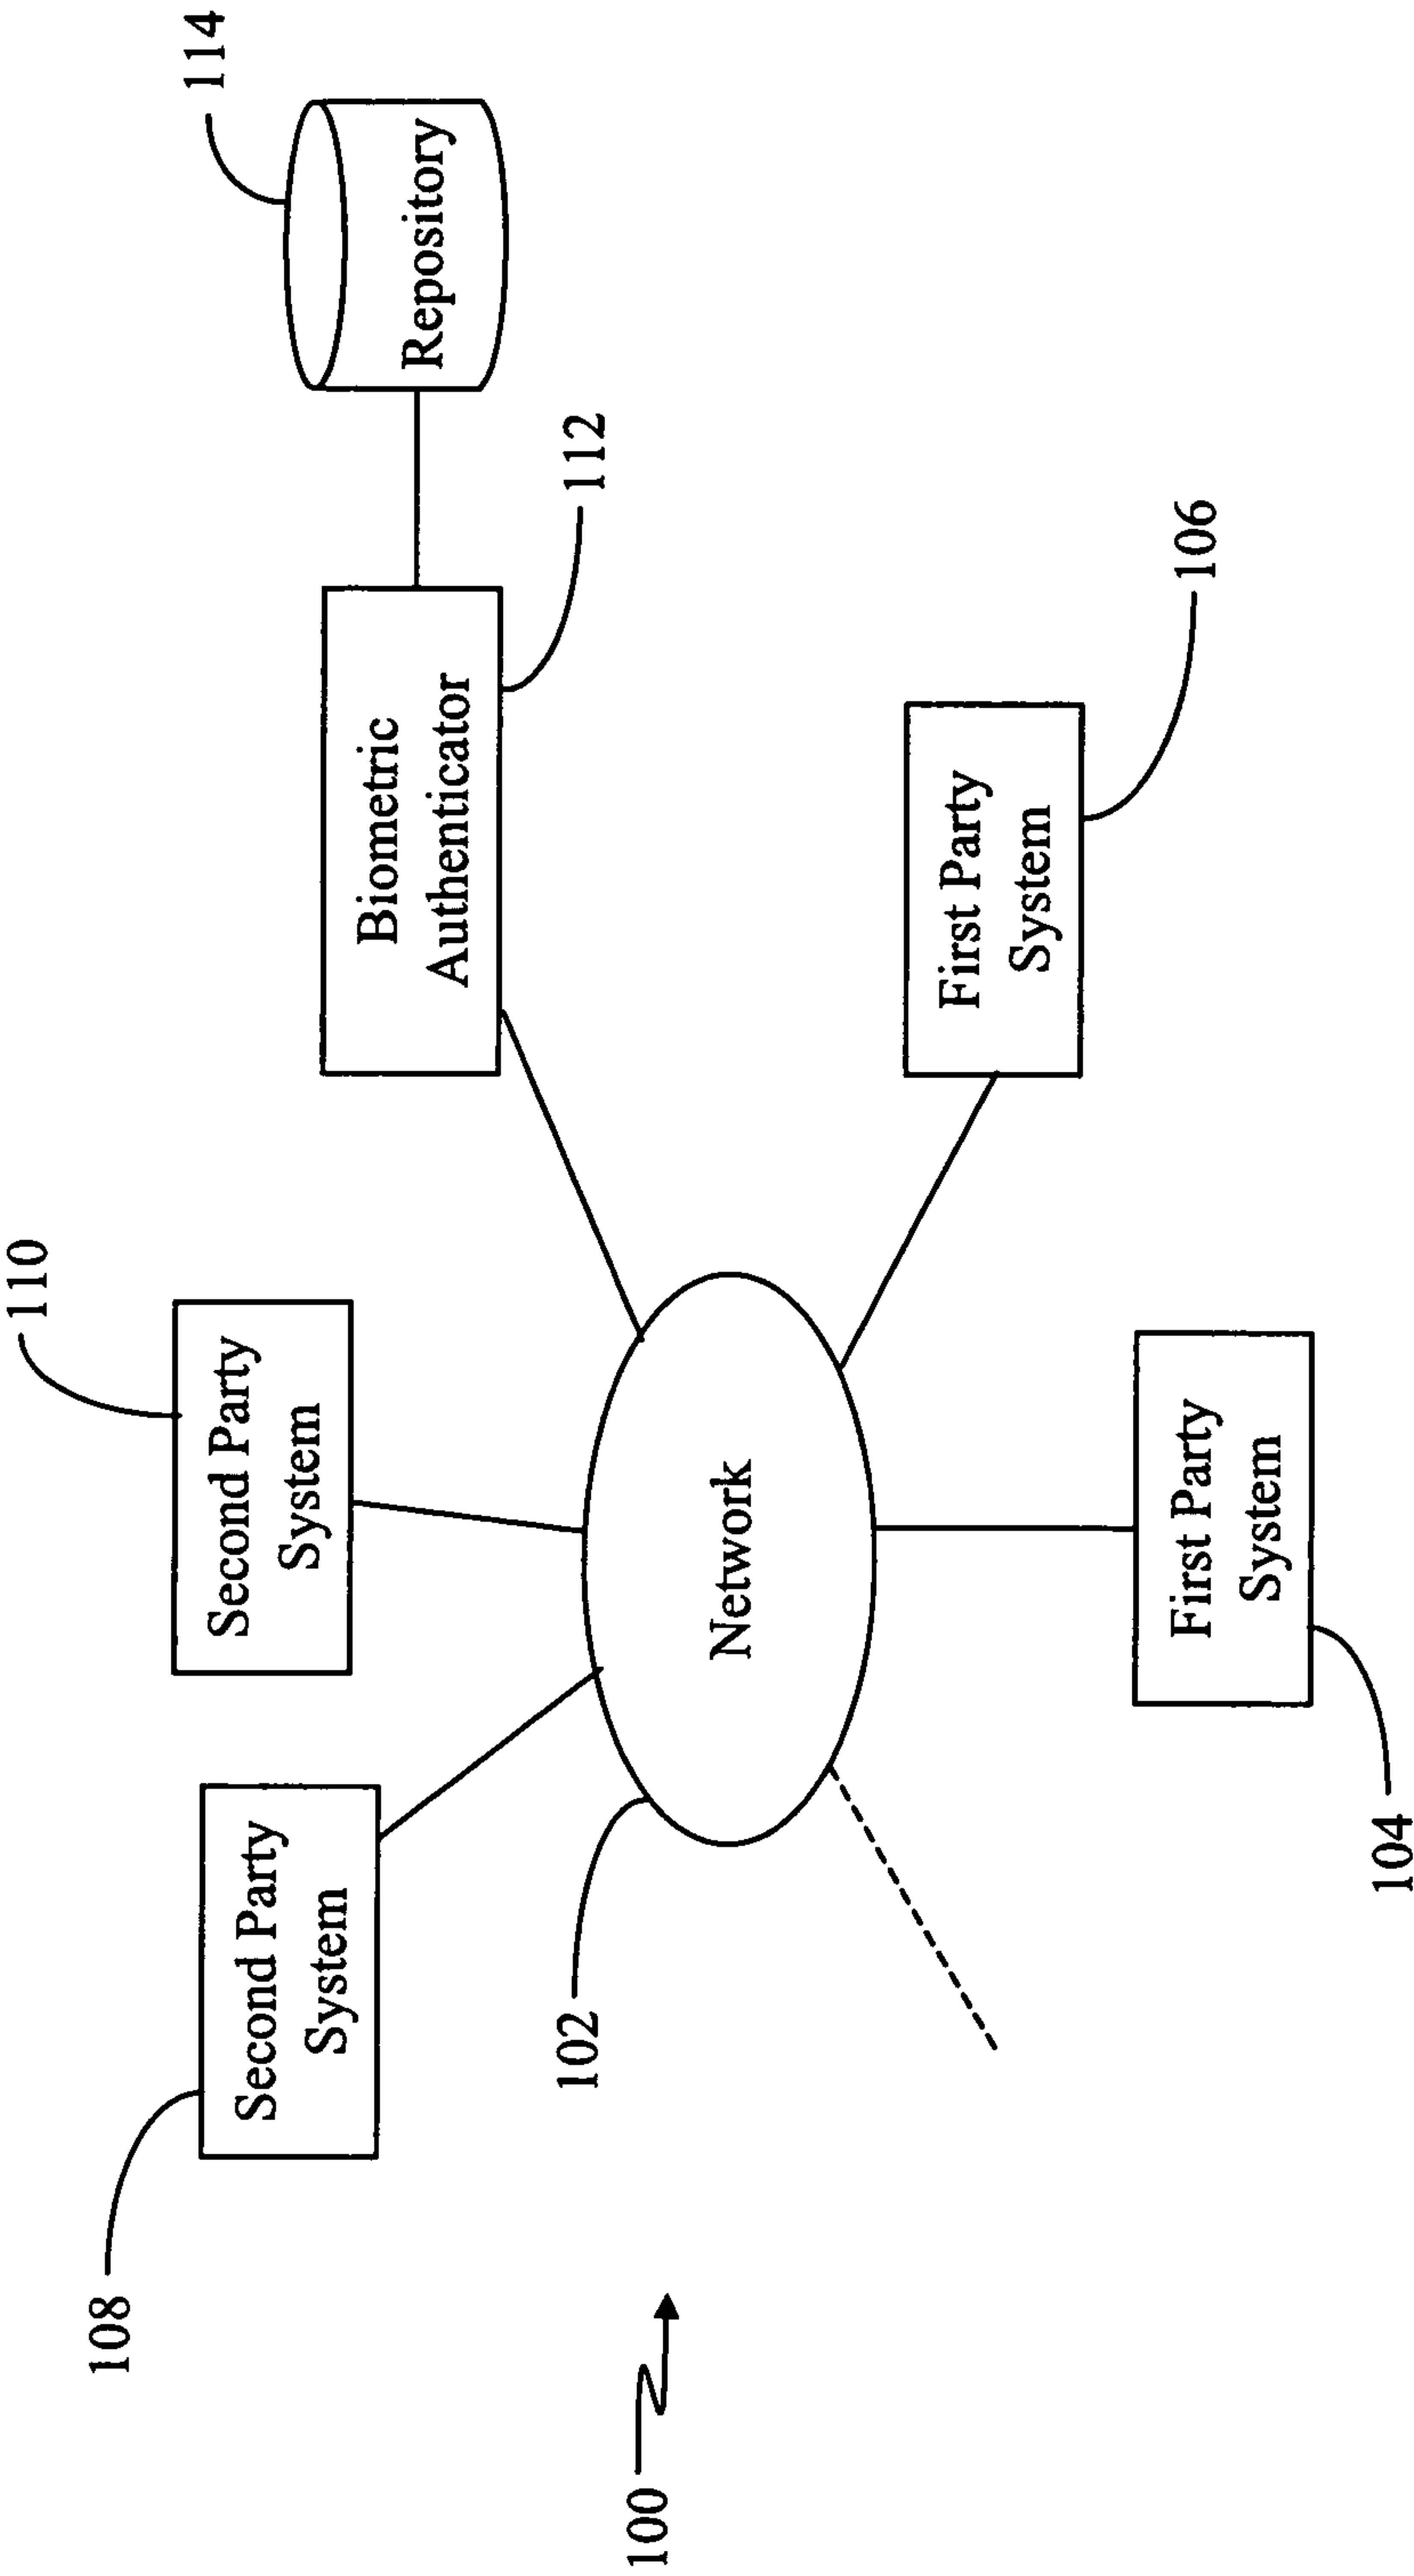 110
108
114
Second Party
System
Second Party
System
Biometric
Authenticator
Repository
102
112
100
Network
First Party
System
106
First Party
System
104